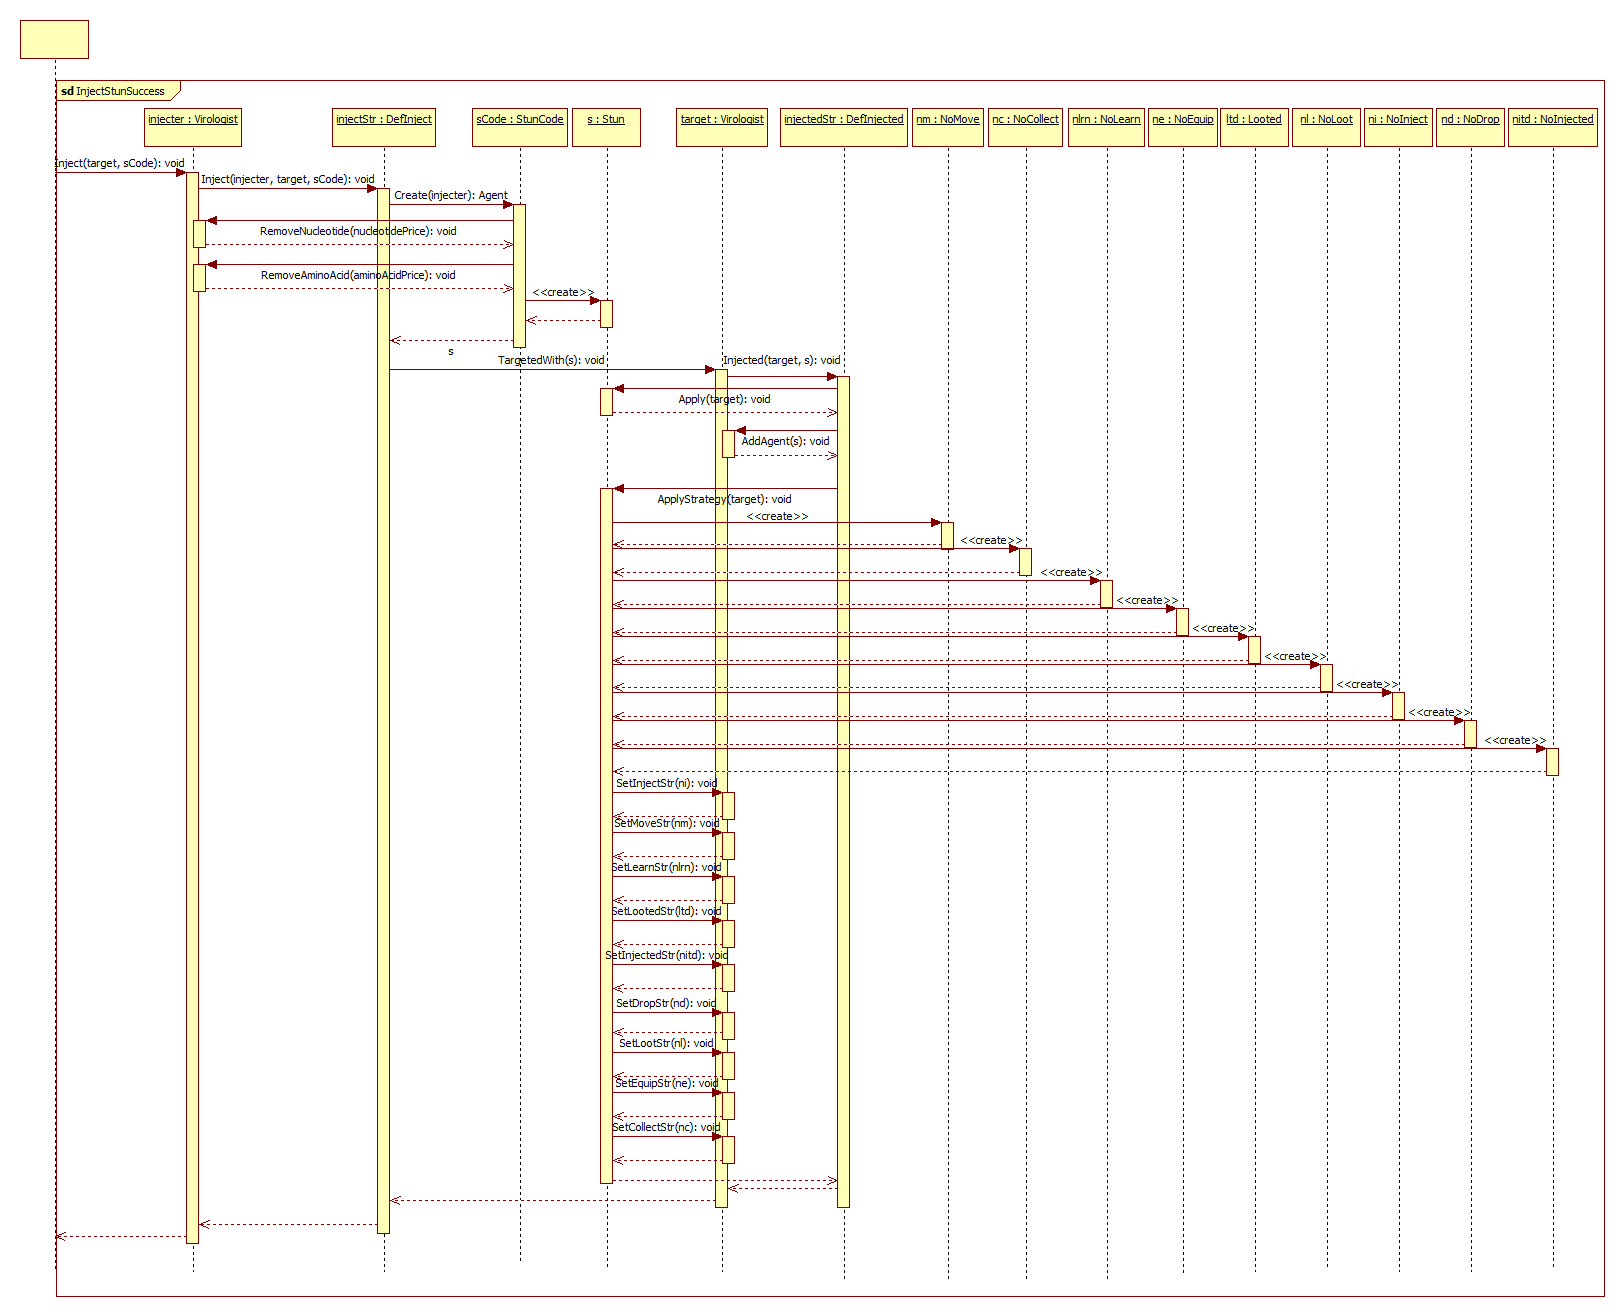 sd InjectStunSuccess
injecter : Virologist
injectStr : DefInject
sCode : StunCode
s : Stun
target : Virologist
injectedStr : DefInjected
nm : NoMove
nc : NoCollect
nlrn : NoLearn
ne : NoEquip
ltd : Looted
nl : NoLoot
ni : NoInject
nd : NoDrop
nitd : NoInjected
Inject(target, sCode): void
Inject(injecter, target, sCode): void
Create(injecter): Agent
RemoveNucleotide(nucleotidePrice): void
RemoveAminoAcid(aminoAcidPrice): void
<<create>>
s
TargetedWith(s): void
Injected(target, s): void
Apply(target): void
AddAgent(s): void
ApplyStrategy(target): void
<<create>>
<<create>>
<<create>>
<<create>>
<<create>>
<<create>>
<<create>>
<<create>>
<<create>>
SetInjectStr(ni): void
SetMoveStr(nm): void
SetLearnStr(nlrn): void
SetLootedStr(ltd): void
SetInjectedStr(nitd): void
SetDropStr(nd): void
SetLootStr(nl): void
SetEquipStr(ne): void
SetCollectStr(nc): void